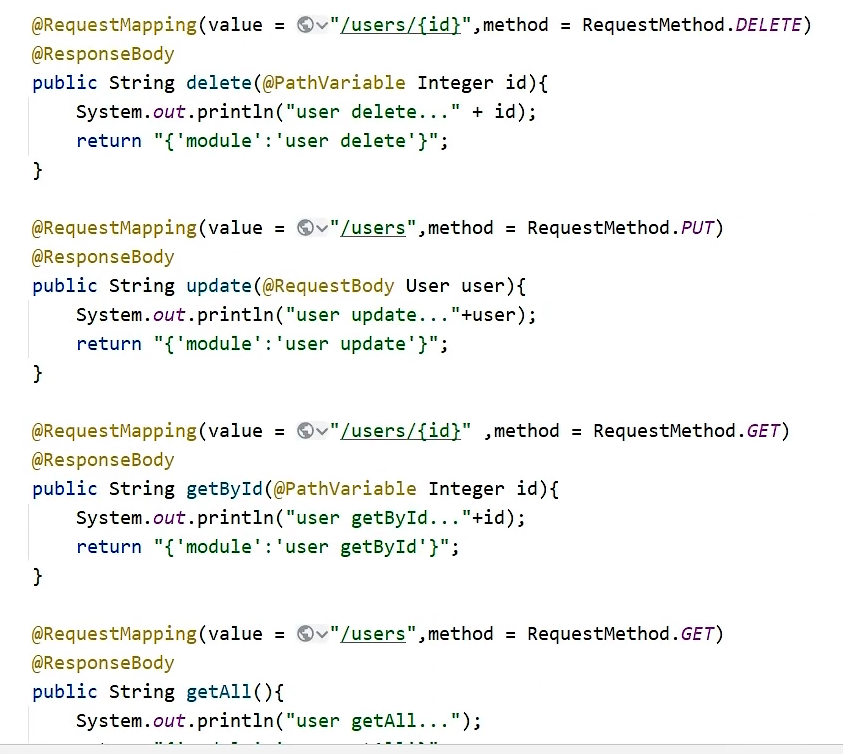 @RequestMapping(value = "/users/{id}",method = RequestMethod.DELETE)
@ResponseBody
public String delete(@PathVariable Integer id){
System.out.println("user delete..." + id);
return "{'module':'user delete'}";
}
@RequestMapping(value = "/users",method = RequestMethod.PUT)
@ResponseBody
public String update(@RequestBody User user){
System.out.println("user update..."+user);
return "{'module':'user update'}";
}
@RequestMapping(value = "/users/{id}" ,method = RequestMethod.GET)
@ResponseBody
public String getById(@PathVariable Integer id){
System.out.println("user getById..."+id);
return "{'module':'user getById'}";
}
@RequestMapping(value = "/users",method = RequestMethod.GET)
@ResponseBody
public String getAll(){
System.out.println("user getAll...");